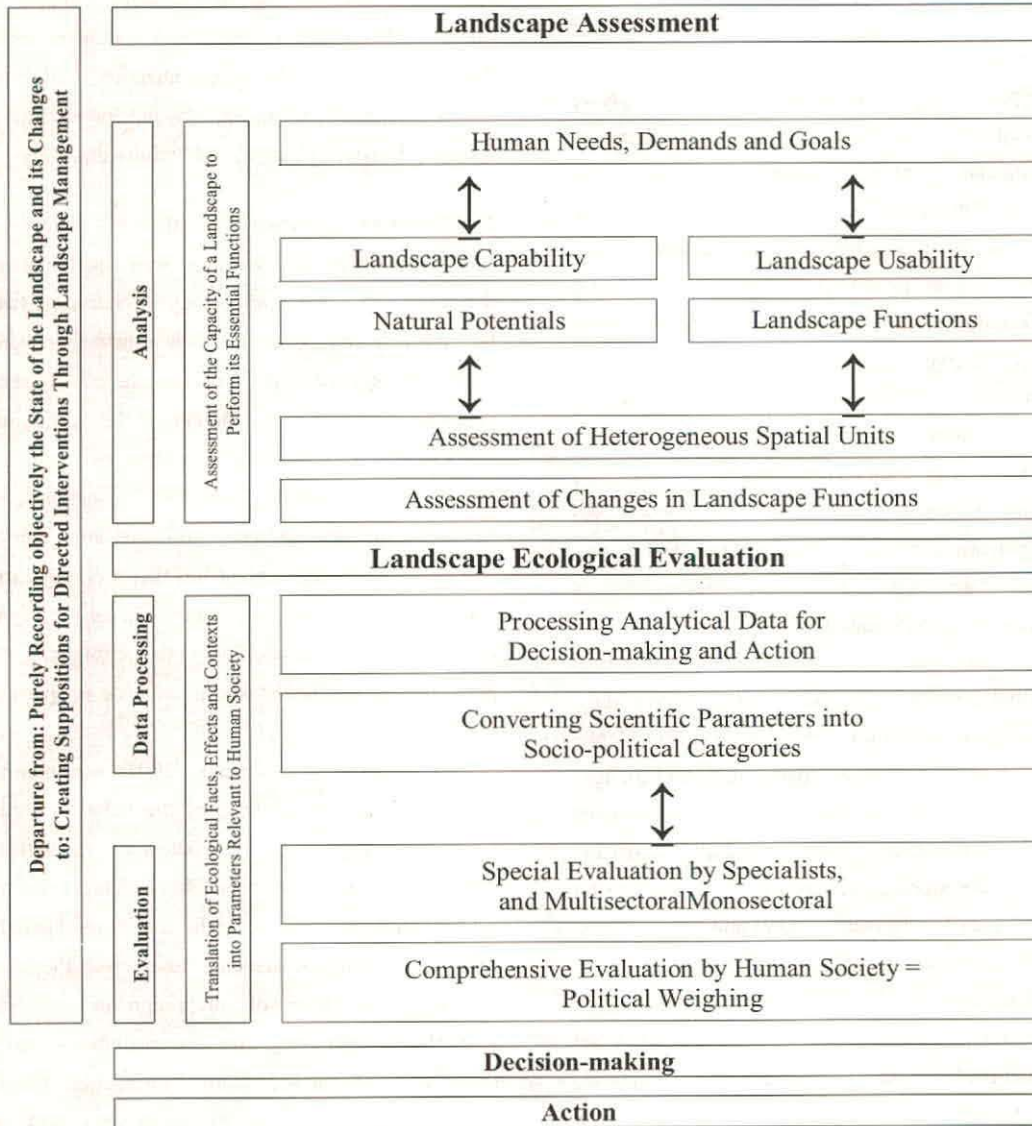 Landscape Assessment
Departure from: Purely Recording objectively the State of the Landscape and its Changes
to: Creating Suppositions for Directed Interventions Through Landscape Management
Analysis
Assessment of the Capacity of a Landscape to
Perform its Essential Functions
Human Needs, Demands and Goals
Landscape Capability
Landscape Usability
Natural Potentials
Landscape Functions
Assessment of Heterogeneous Spatial Units
Assessment of Changes in Landscape Functions
Landscape Ecological Evaluation
Data Processing
Translation of Ecological Facts, Effects and Contexts
into Parameters Relevant to Human Society
Processing Analytical Data for
Decision-making and Action
Converting Scientific Parameters into
Socio-political Categories
Evaluation
Special Evaluation by Specialists,
and MultisectoralMonosectoral
Comprehensive Evaluation by Human Society =
Political Weighing
Decision-making
Action